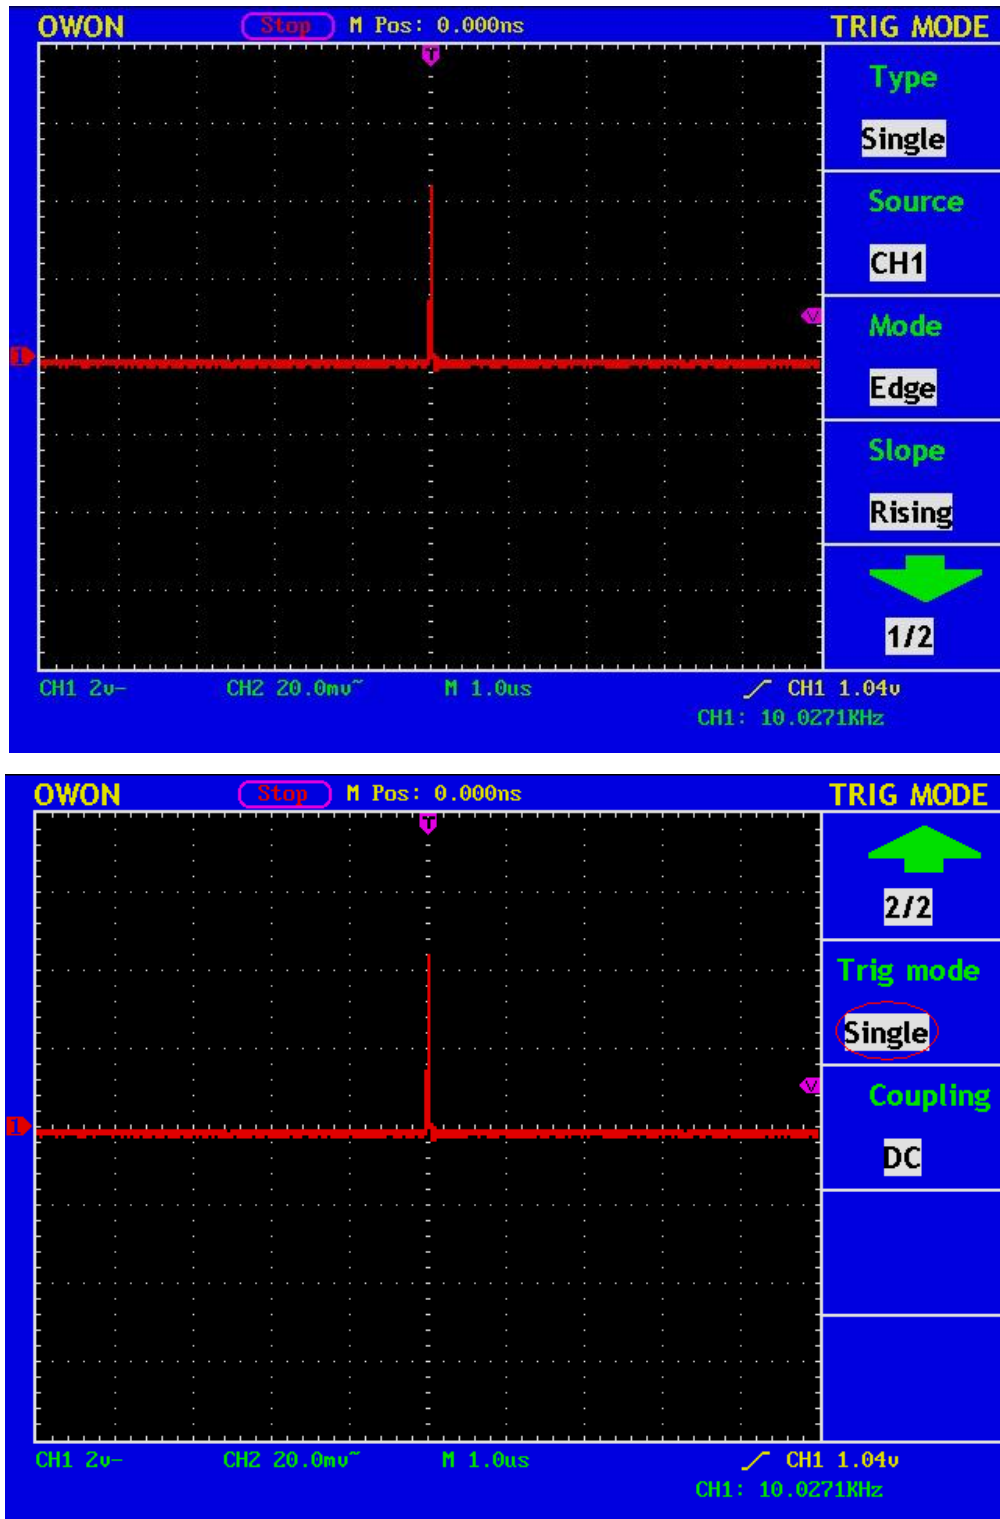 OWON Stop M Pos: 0.000ns TRIG MODE
T
Type
Single
Source
CH1
V
Mode
1
Edge
Slope
Rising
1/2
CH1 2v- CH2 20.0mv~ M 1.0us CH1 1.04v
CH1: 10.0271KHz
OWON Stop M Pos: 0.000ns TRIG MODE
T
2/2
Trig mode
Single
V
Coupling
1
DC
CH1 2v- CH2 20.0mv~ M 1.0us CH1 1.04v
CH1: 10.0271KHz